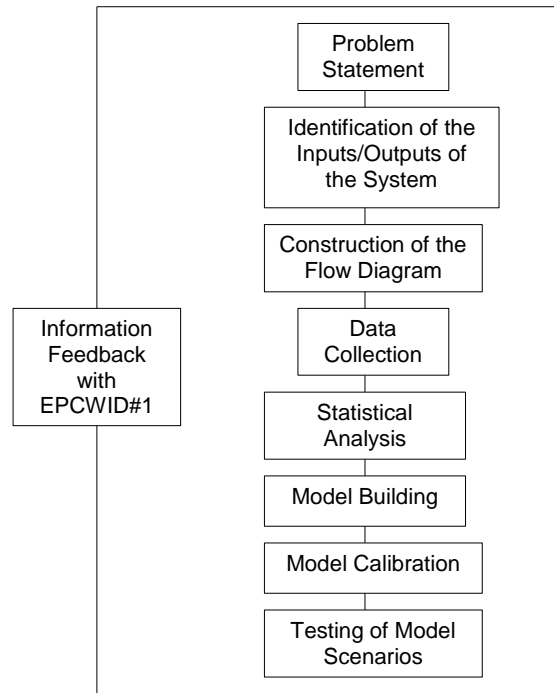 Problem
Statement
Identification of the
Inputs/Outputs of
the System
Construction of the
Flow Diagram
Information
Feedback
with
EPCWID#1
Data
Collection
Statistical
Analysis
Model Building
Model Calibration
Testing of Model
Scenarios